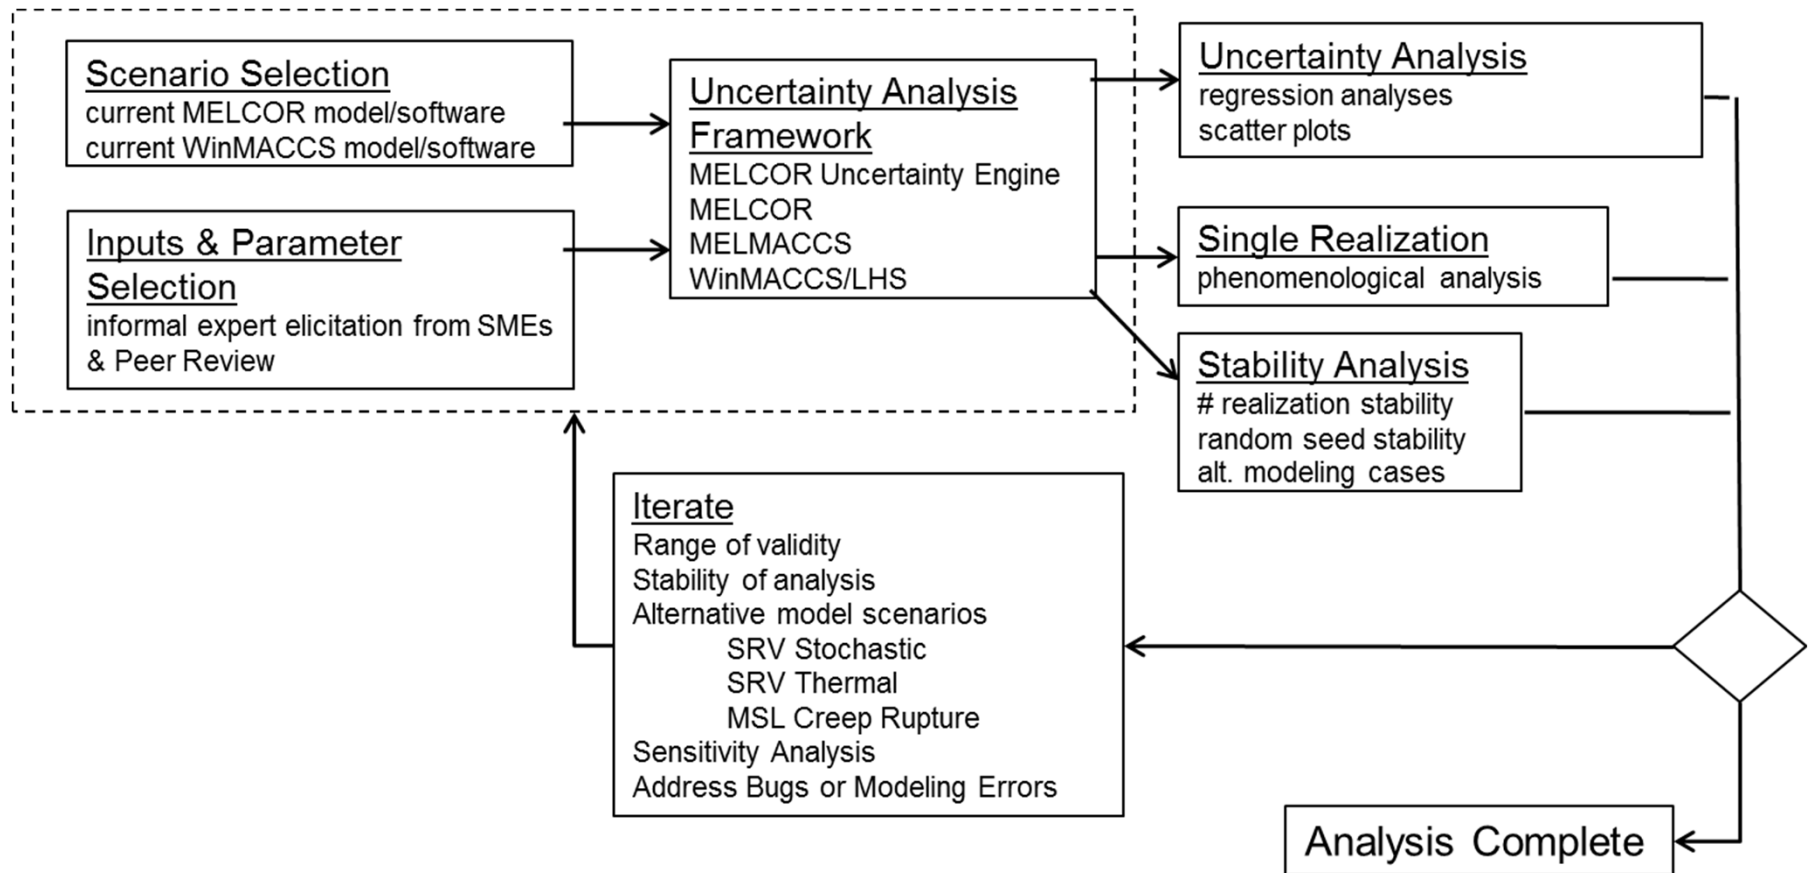 Scenario Selection
current MELCOR model/software
current WinMACCS model/software
Inputs & Parameter
Selection
informal expert elicitation from SMEs
& Peer Review
Uncertainty Analysis
Framework
MELCOR Uncertainty Engine
MELCOR
MELMACCS
WinMACCS/LHS
Uncertainty Analysis
regression analyses
scatter plots
Single Realization
phenomenological analysis
Stability Analysis
# realization stability
random seed stability
alt. modeling cases
Iterate
Range of validity
Stability of analysis
Alternative model scenarios
SRV Stochastic
SRV Thermal
MSL Creep Rupture
Sensitivity Analysis
Address Bugs or Modeling Errors
Analysis Complete